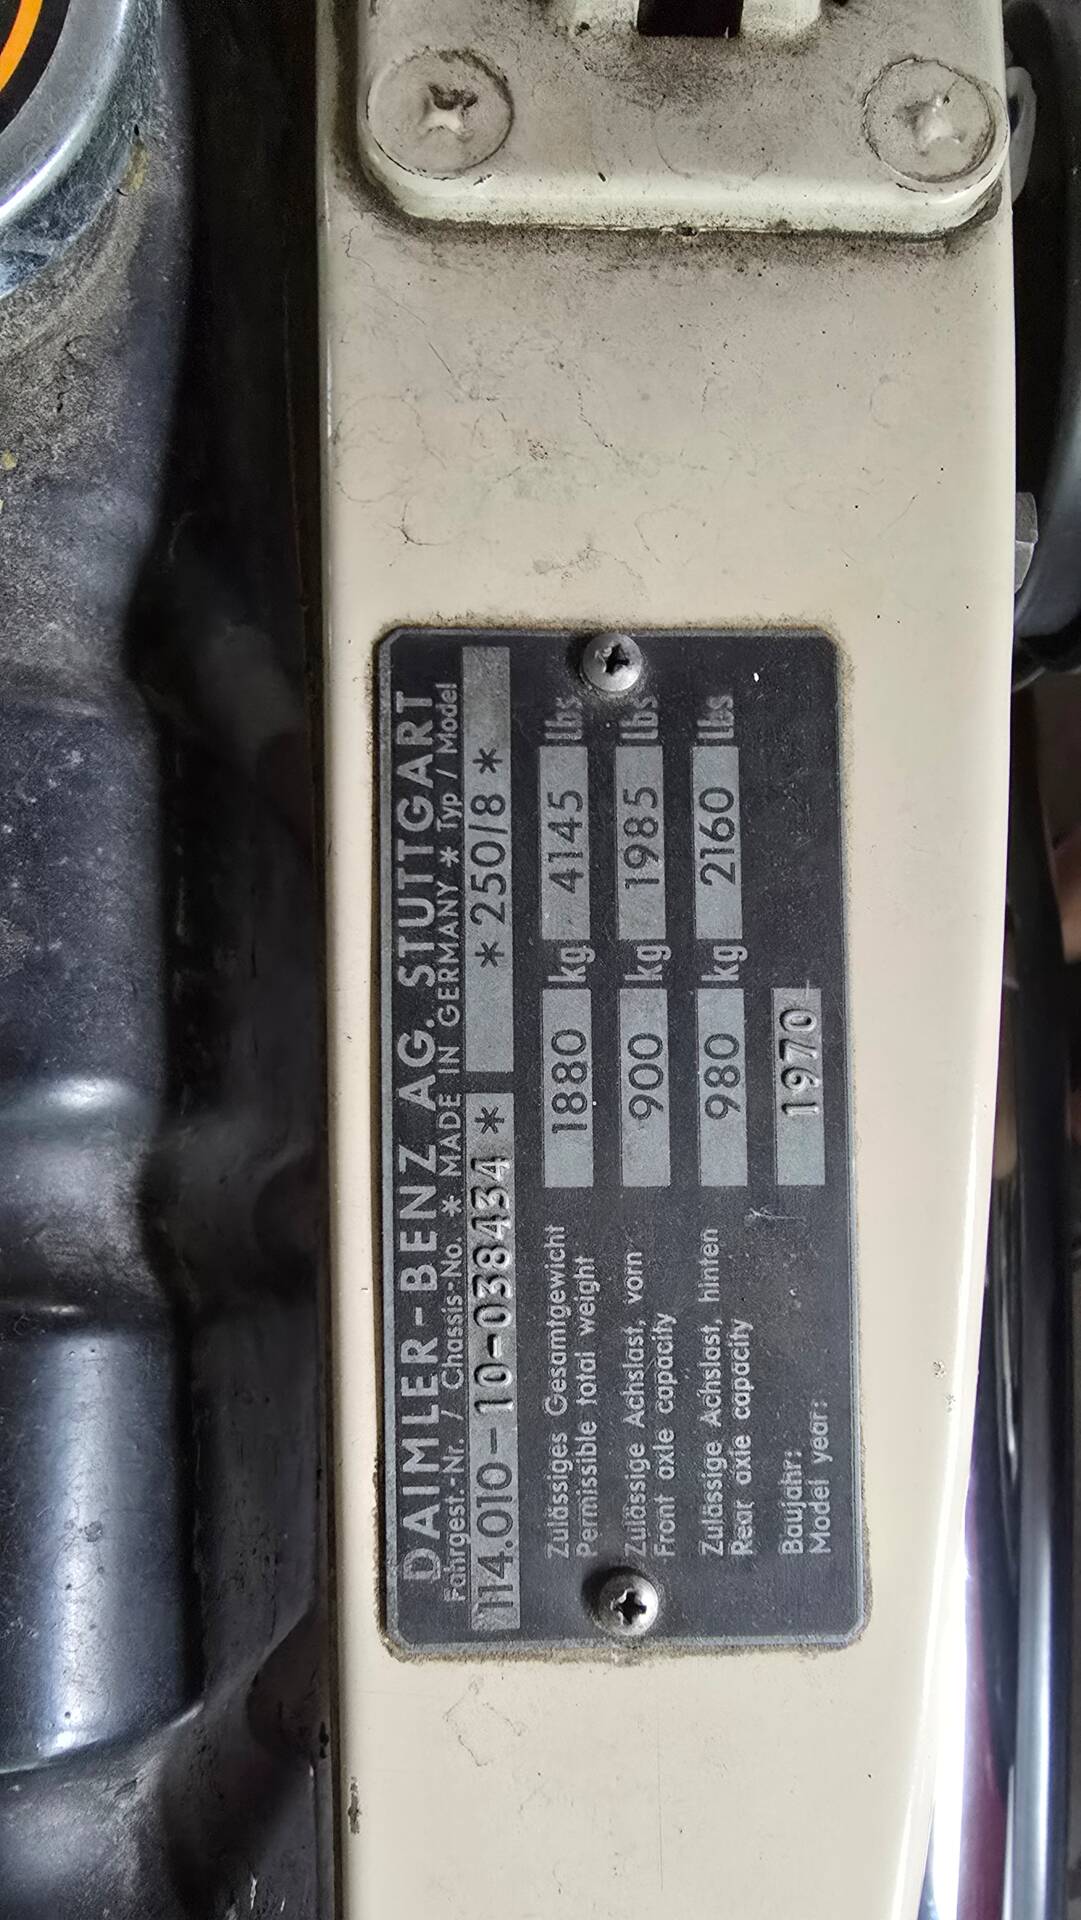 DAIMLER-BENZ AG. STUTTGART
Fahrgest.-Nr. / Chassis-No. * MADE IN GERMANY * Typ / Model
114.010-10-038434 * * 250/8 *
Zulässiges Gesamtgewicht
Permissible total weight 1880 kg 4145 lbs
Zulässige Achslast, vorn
Front axle capacity 900 kg 1985 lbs
Zulässige Achslast, hinten
Rear axle capacity 980 kg 2160 lbs
Baujahr:
Model year: 1970